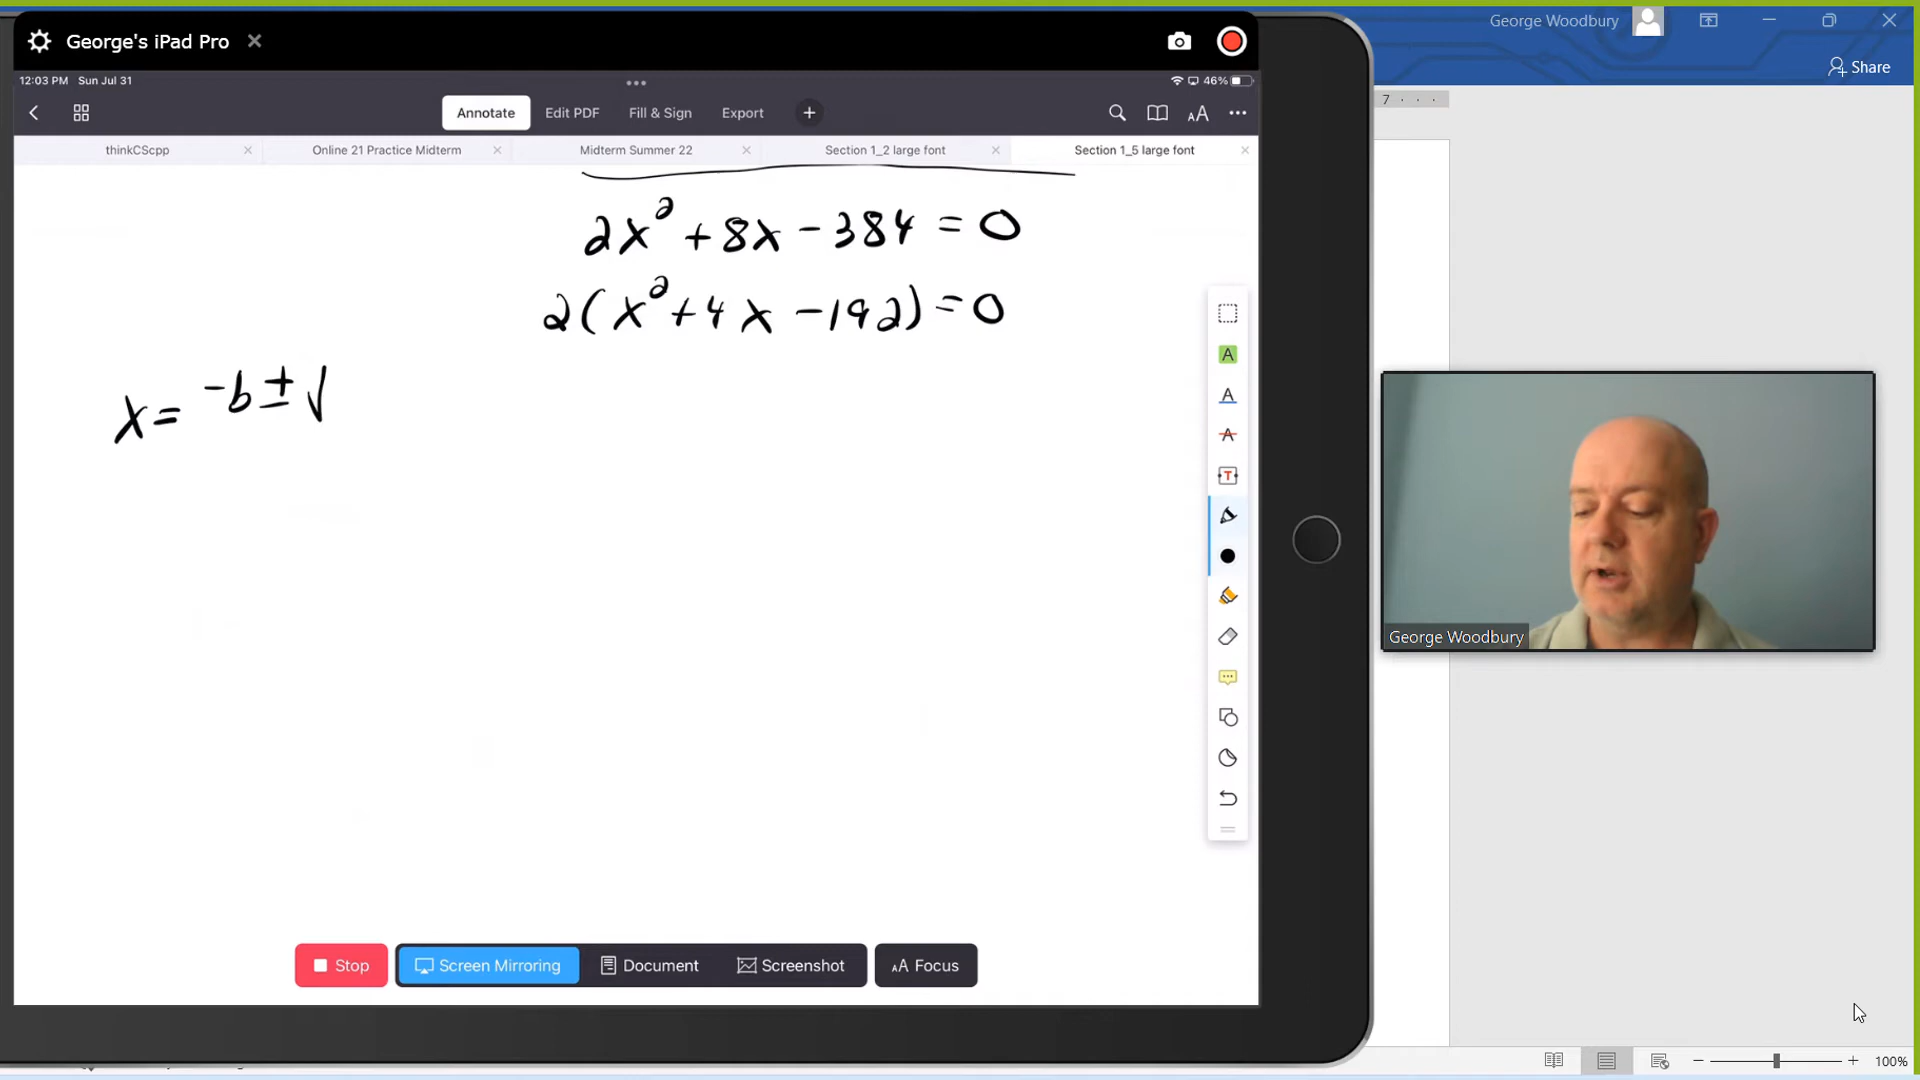 George Woodbury
George's iPad Pro
Share
12:03 PM Sun Jul 31
46%
7 · · ·
Annotate
Edit PDF
Fill & Sign
Export
thinkCScpp
Online 21 Practice Midterm
Midterm Summer 22
Section 1_2 large font
Section 1_5 large font
2x² + 8x - 384 = 0
2(x² + 4x - 192) = 0
x = -b ± √
George Woodbury
Stop
Screen Mirroring
Document
Screenshot
AA Focus
100%